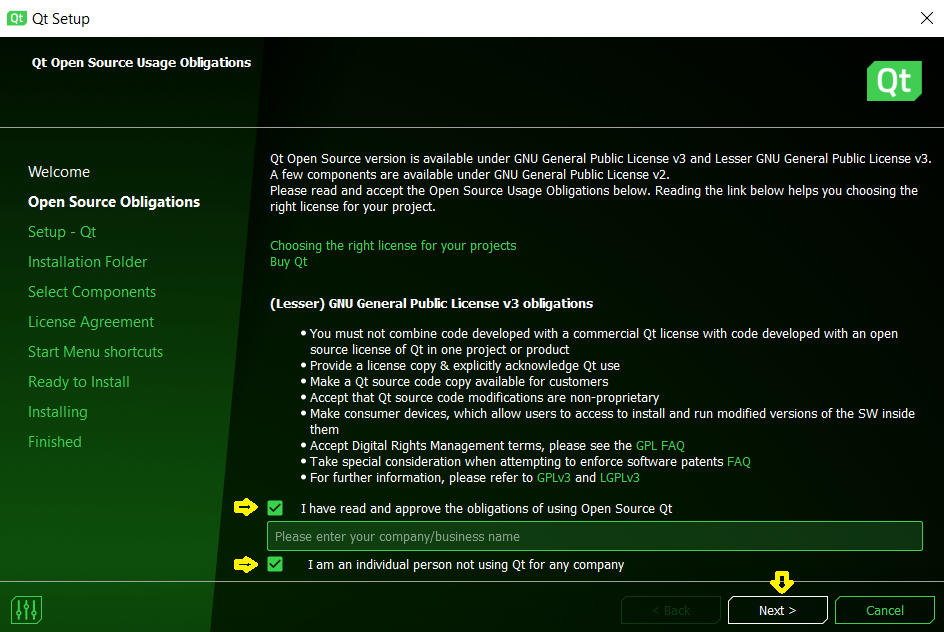 Qt Qt Setup
Qt Open Source Usage Obligations
Qt
Welcome
Open Source Obligations
Setup - Qt
Installation Folder
Select Components
License Agreement
Start Menu shortcuts
Ready to Install
Installing
Finished
Qt Open Source version is available under GNU General Public License v3 and Lesser GNU General Public License v3.
A few components are available under GNU General Public License v2.
Please read and accept the Open Source Usage Obligations below. Reading the link below helps you choosing the
right license for your project.
Choosing the right license for your projects
Buy Qt
(Lesser) GNU General Public License v3 obligations
• You must not combine code developed with a commercial Qt license with code developed with an open
source license of Qt in one project or product
• Provide a license copy & explicitly acknowledge Qt use
• Make a Qt source code copy available for customers
• Accept that Qt source code modifications are non-proprietary
• Make consumer devices, which allow users to access to install and run modified versions of the SW inside
them
• Accept Digital Rights Management terms, please see the GPL FAQ
• Take special consideration when attempting to enforce software patents FAQ
• For further information, please refer to GPLv3 and LGPLv3
I have read and approve the obligations of using Open Source Qt
Please enter your company/business name
I am an individual person not using Qt for any company
< Back
Next >
Cancel